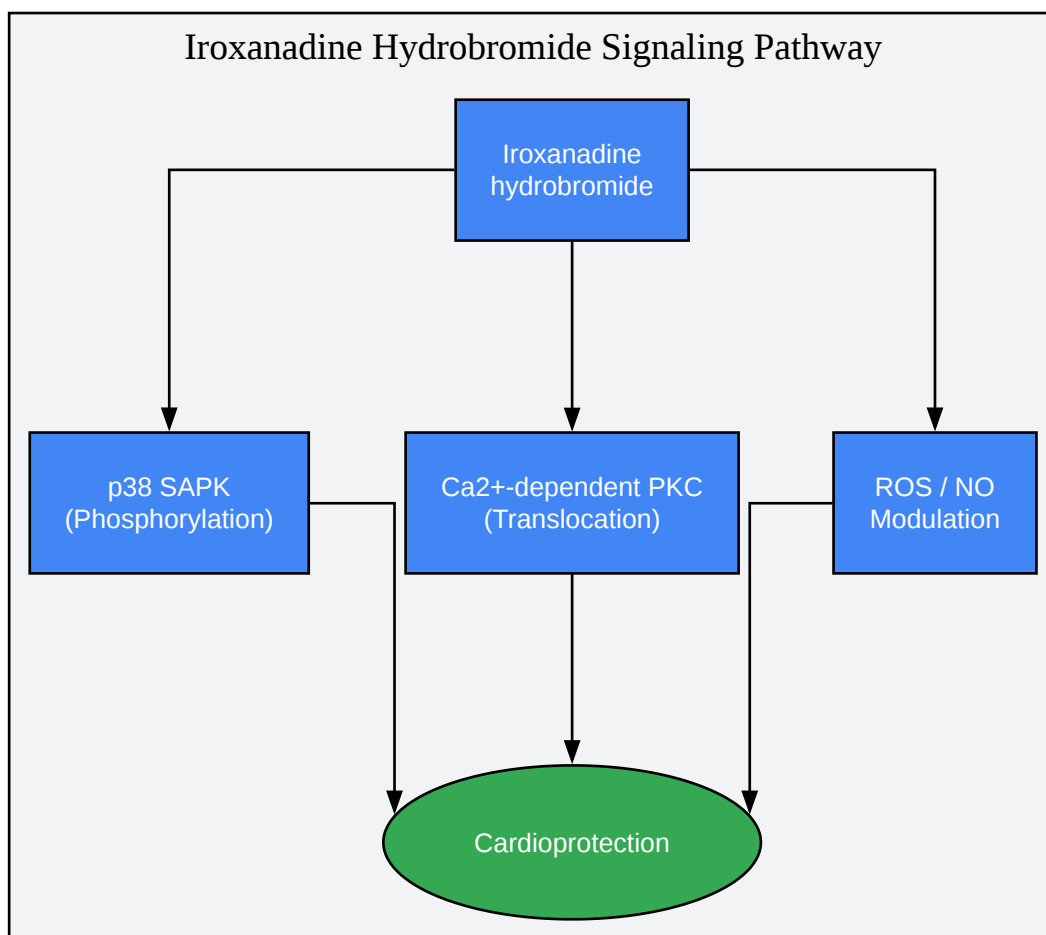 Iroxanadine Hydrobromide Signaling Pathway
Iroxanadine
hydrobromide
p38 SAPK
(Phosphorylation)
Ca2+-dependent PKC
(Translocation)
ROS / NO
Modulation
Cardioprotection